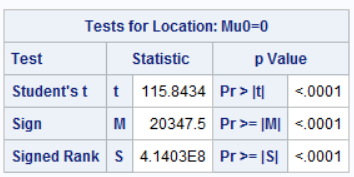 Tests for Location: Mu0=0
Test Statistic p Value
Student's t t 115.8434 Pr > |t| <.0001
Sign M 20347.5 Pr >= |M| <.0001
Signed Rank S 4.1403E8 Pr >= |S| <.0001